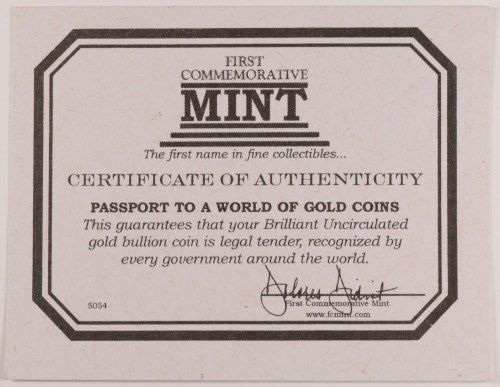 FIRST
COMMEMORATIVE
MINT
The first name in fine collectibles...
CERTIFICATE OF AUTHENTICITY
PASSPORT TO A WORLD OF GOLD COINS
This guarantees that your Brilliant Uncirculated
gold bullion coin is legal tender, recognized by
every government around the world.
5054
First Commemorative Mint
www.fcmint.com